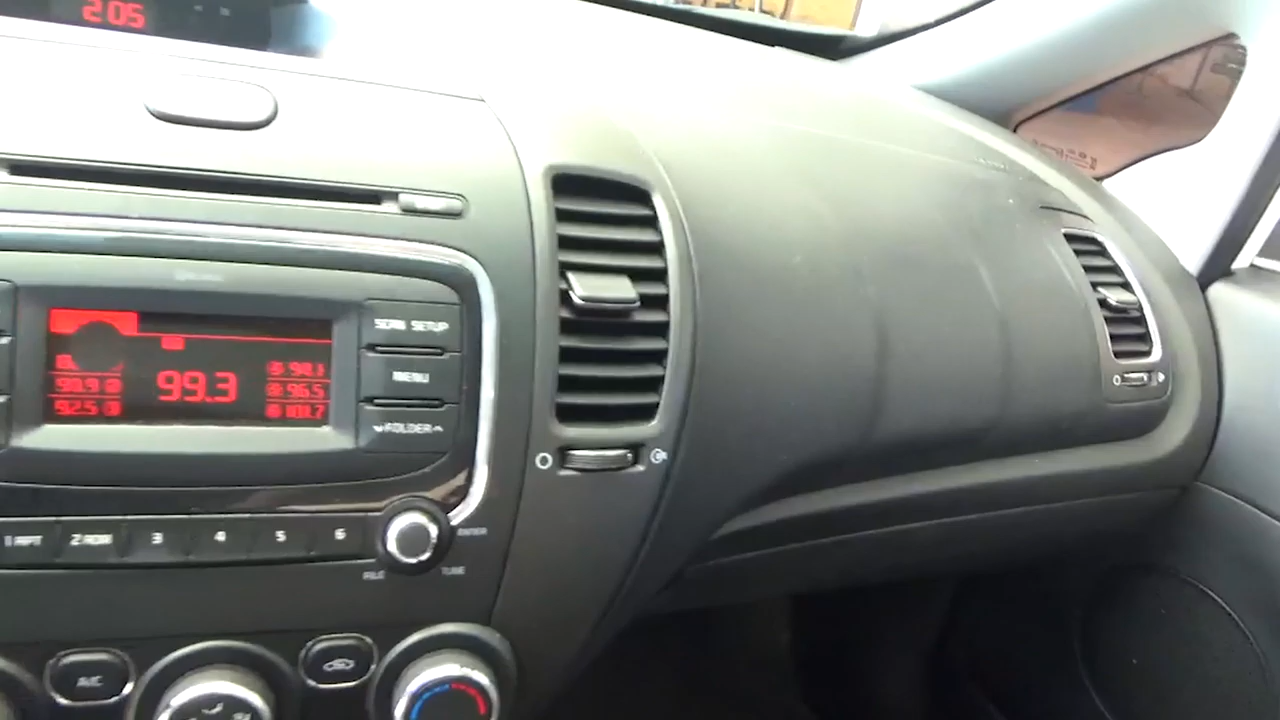 2:05
SCAN SETUP
MENU
FOLDER
99.3
90.9
92.5
94.1
96.5
101.7
1 RPT
2 RDM
3
4
5
6
ENTER
FILE
TUNE
A/C